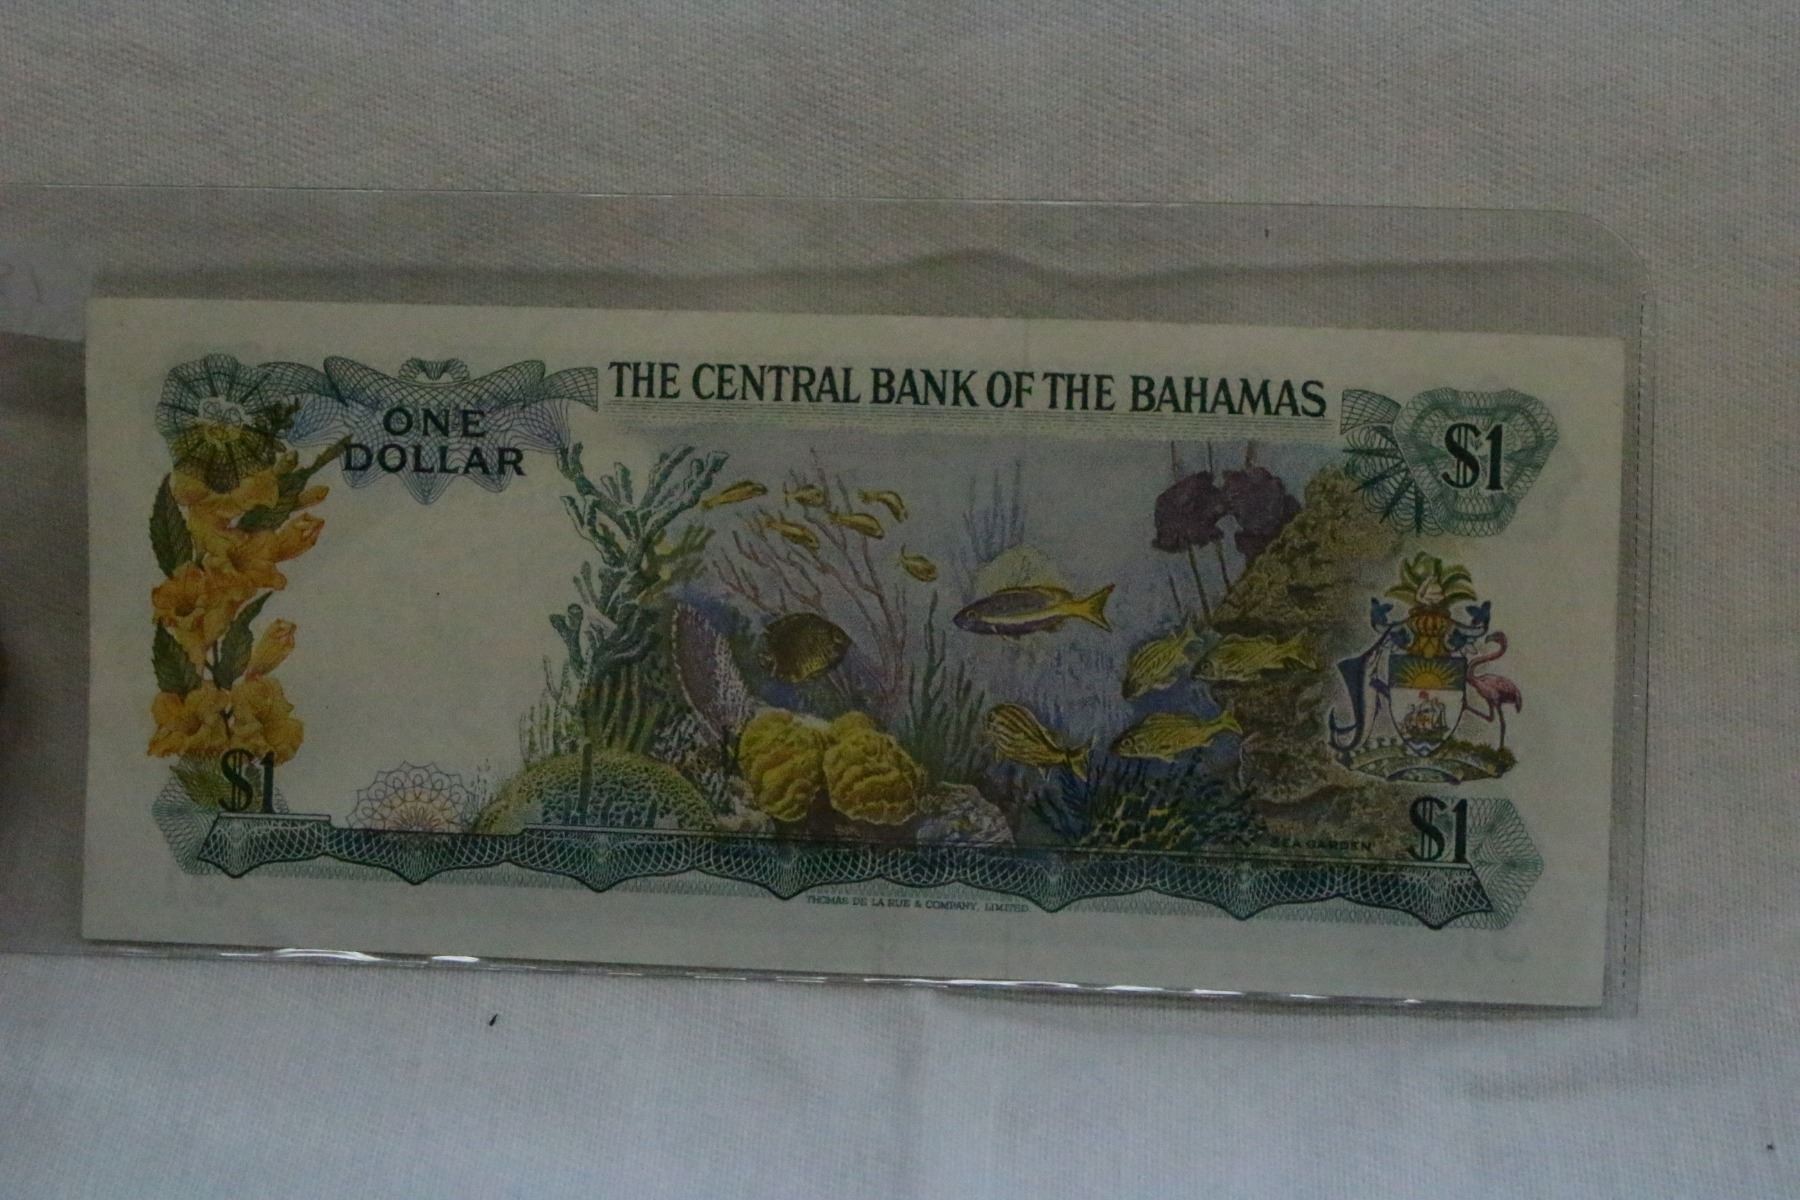 THE CENTRAL BANK OF THE BAHAMAS
ONE
DOLLAR
$1
$1
$1
SEA GARDEN
THOMAS DE LA RUE & COMPANY, LIMITED.